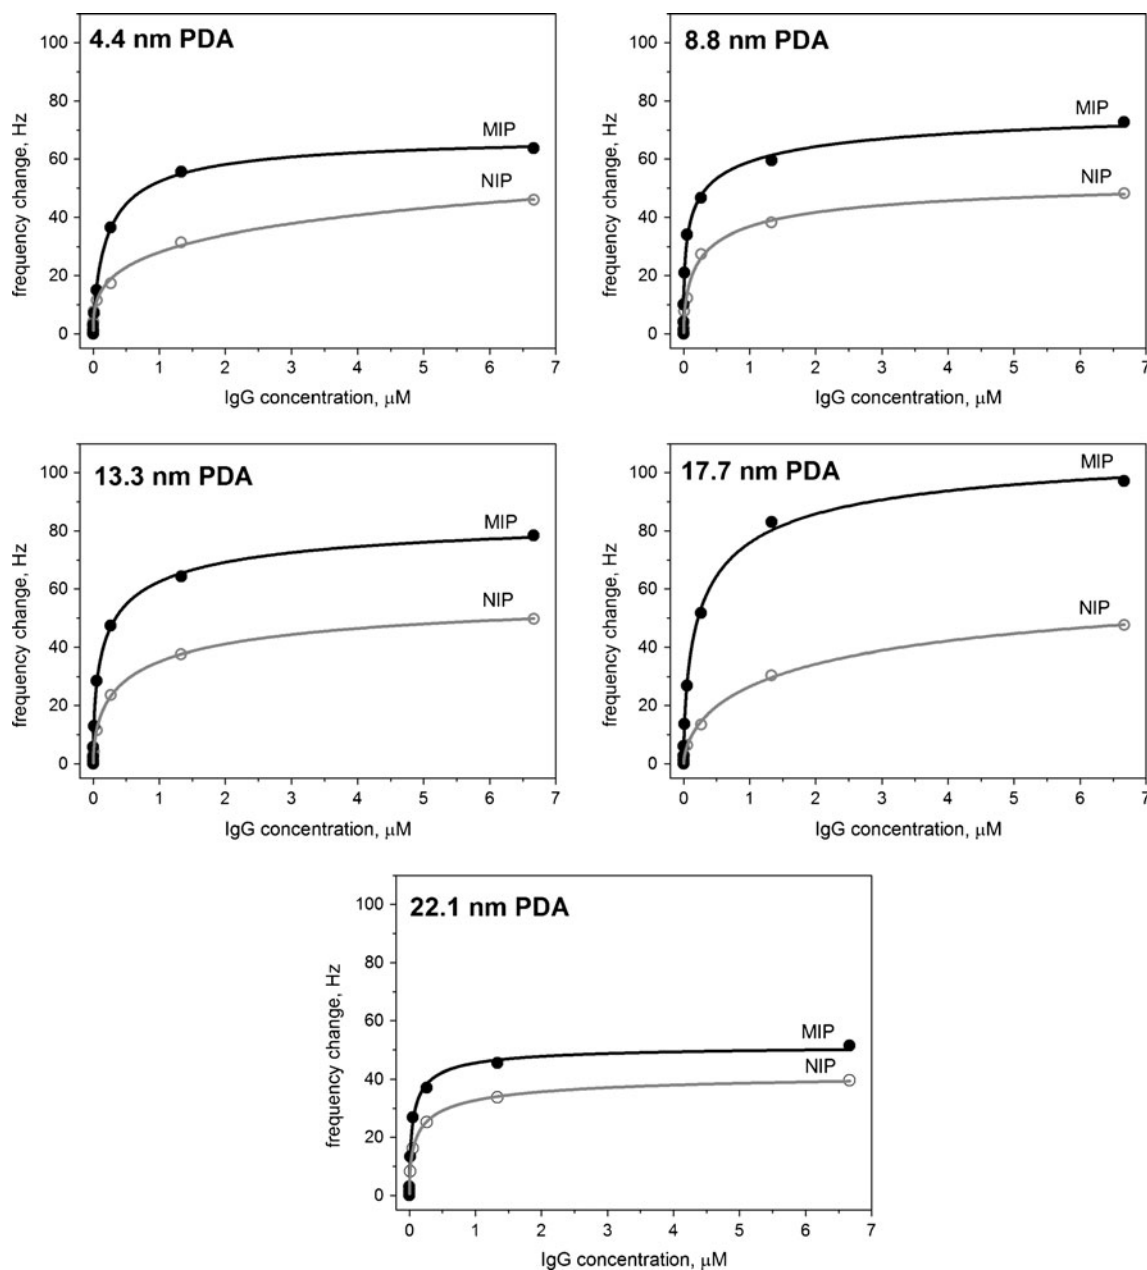 4.4 nm PDA
100
80
60
40
20
0
frequency change, Hz
MIP
NIP
0 1 2 3 4 5 6 7
IgG concentration, μM
8.8 nm PDA
100
80
60
40
20
0
frequency change, Hz
MIP
NIP
0 1 2 3 4 5 6 7
IgG concentration, μM
13.3 nm PDA
100
80
60
40
20
0
frequency change, Hz
MIP
NIP
0 1 2 3 4 5 6 7
IgG concentration, μM
17.7 nm PDA
100
80
60
40
20
0
frequency change, Hz
MIP
NIP
0 1 2 3 4 5 6 7
IgG concentration, μM
22.1 nm PDA
100
80
60
40
20
0
frequency change, Hz
MIP
NIP
0 1 2 3 4 5 6 7
IgG concentration, μM